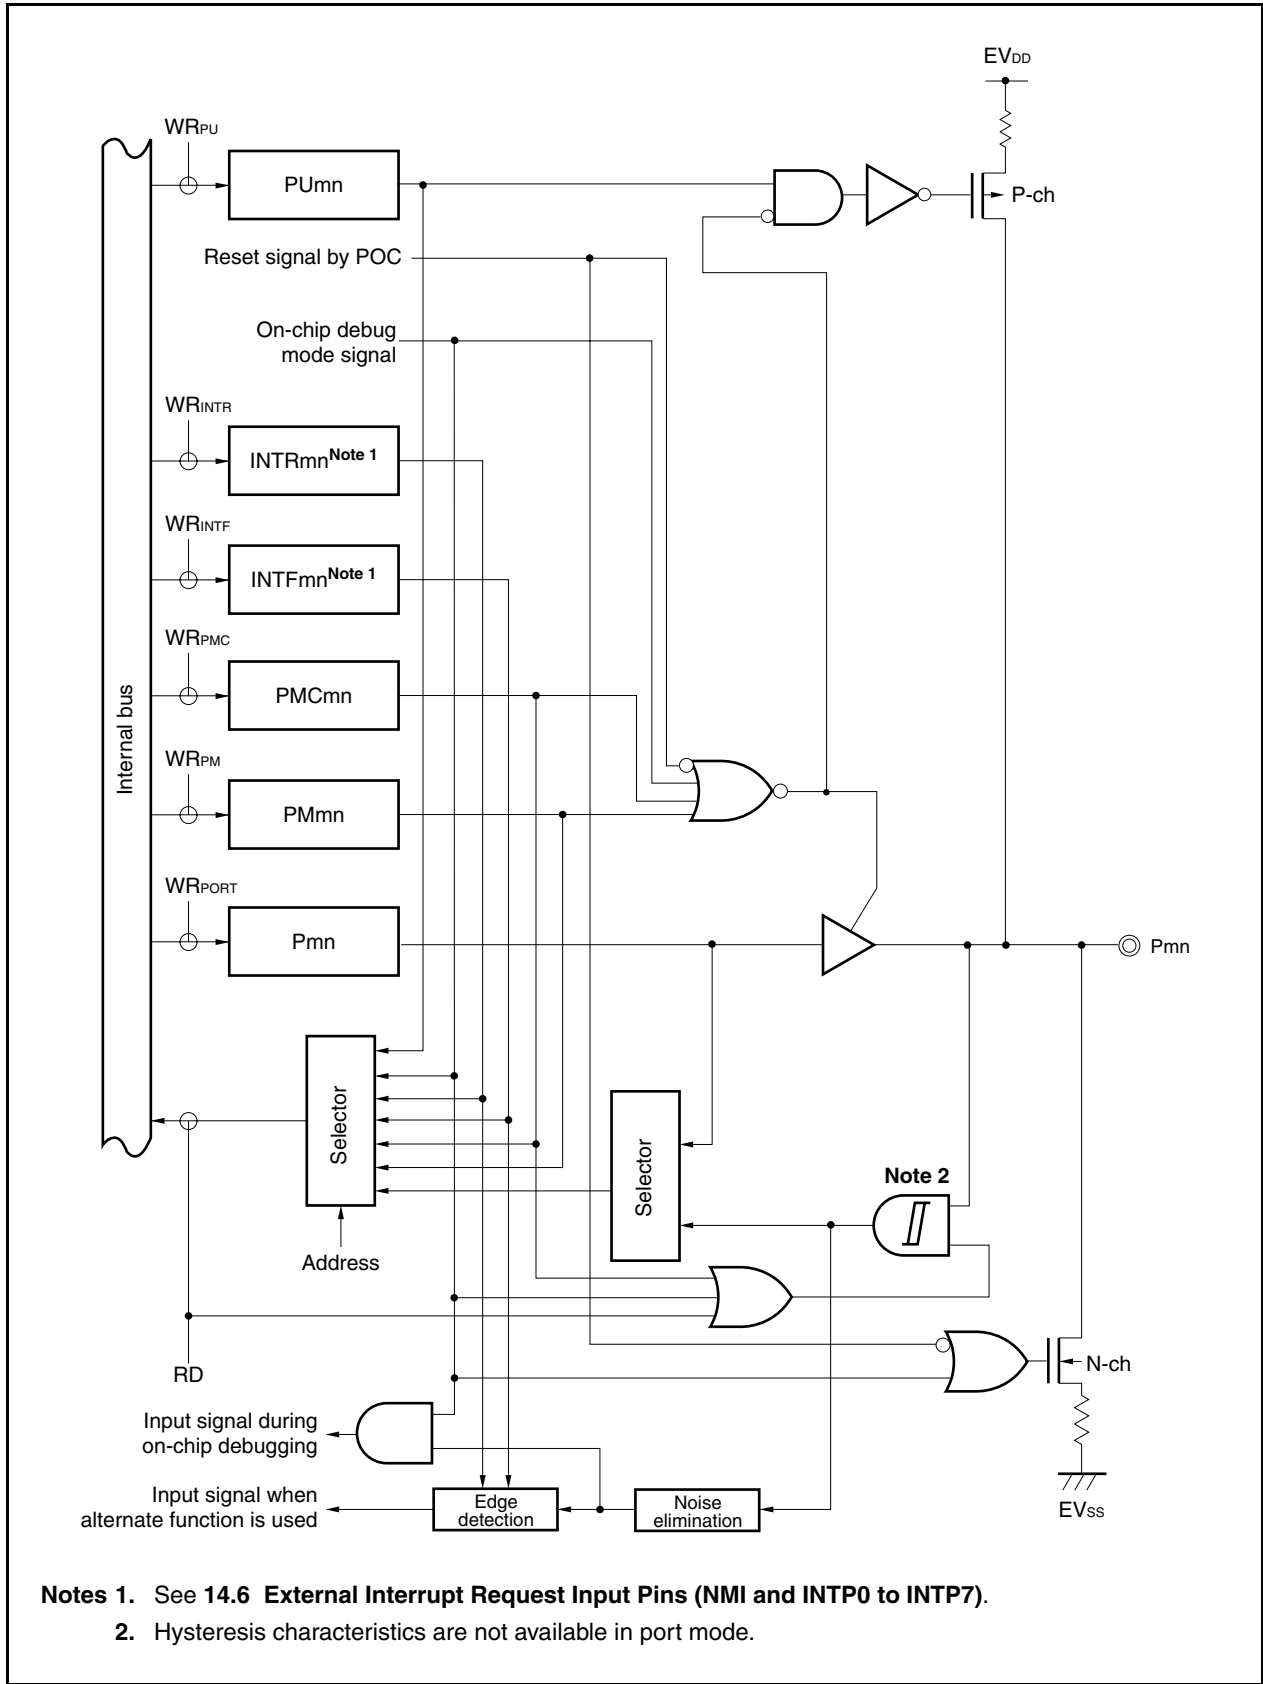 EVDD
WRPU
PUmn
P-ch
Reset signal by POC
On-chip debug
mode signal
WRINTR
INTRmnNote 1
WRINTF
INTFmnNote 1
WRPMC
PMCmn
Internal bus
WRPM
PMmn
WRPORT
Pmn
Pmn
Selector
Selector
Note 2
Address
RD
N-ch
Input signal during
on-chip debugging
Input signal when
alternate function is used
Edge
detection
Noise
elimination
EVSS
Notes 1. See 14.6 External Interrupt Request Input Pins (NMI and INTP0 to INTP7).
2. Hysteresis characteristics are not available in port mode.